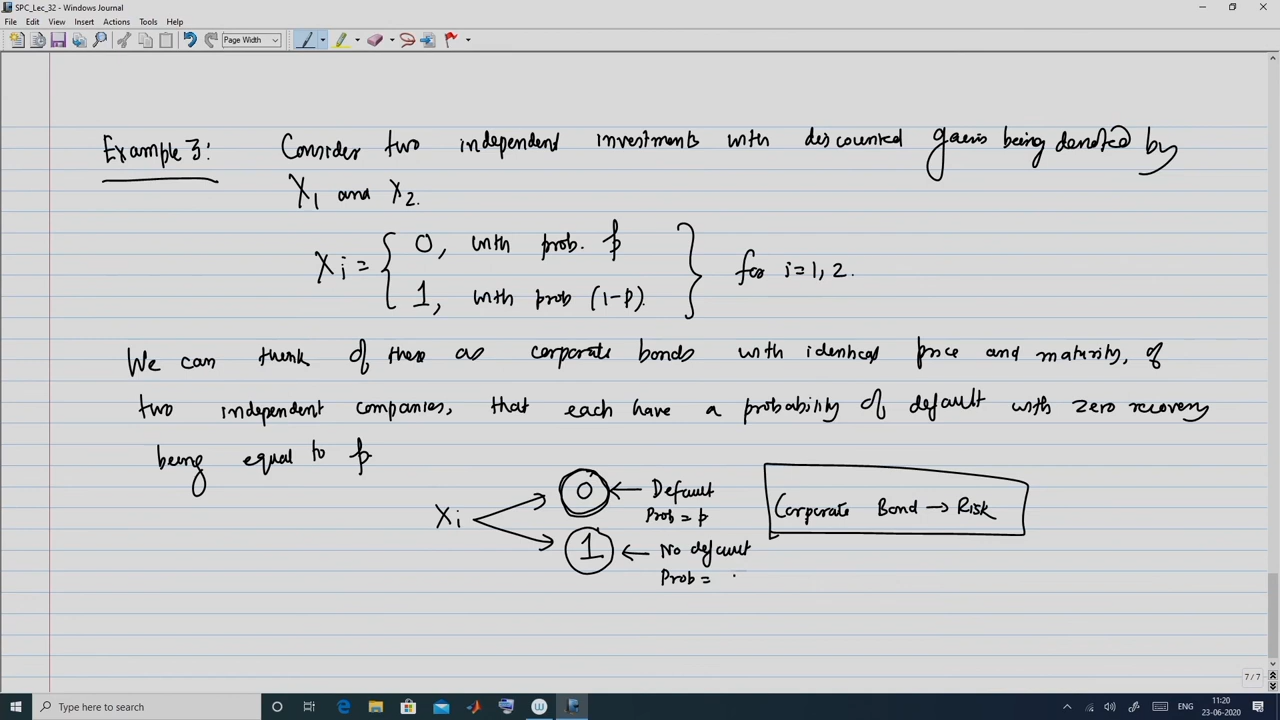 SPC_Lec_32 - Windows Journal
File Edit View Insert Actions Tools Help
Page Width
Example 3: Consider two independent investments with discounted gains being denoted by
X1 and X2.
Xi = { 0, with prob. p
1, with prob (1-p). } for i=1, 2.
We can think of these as corporate bonds with identical price and maturity, of
two independent companies, that each have a probability of default with zero recovery
being equal to p
Xi
0 ← Default
Prob = p
1 ← No default
Prob =
Corporate Bond → Risk
7 / 7
Type here to search
ENG
11:20
23-06-2020